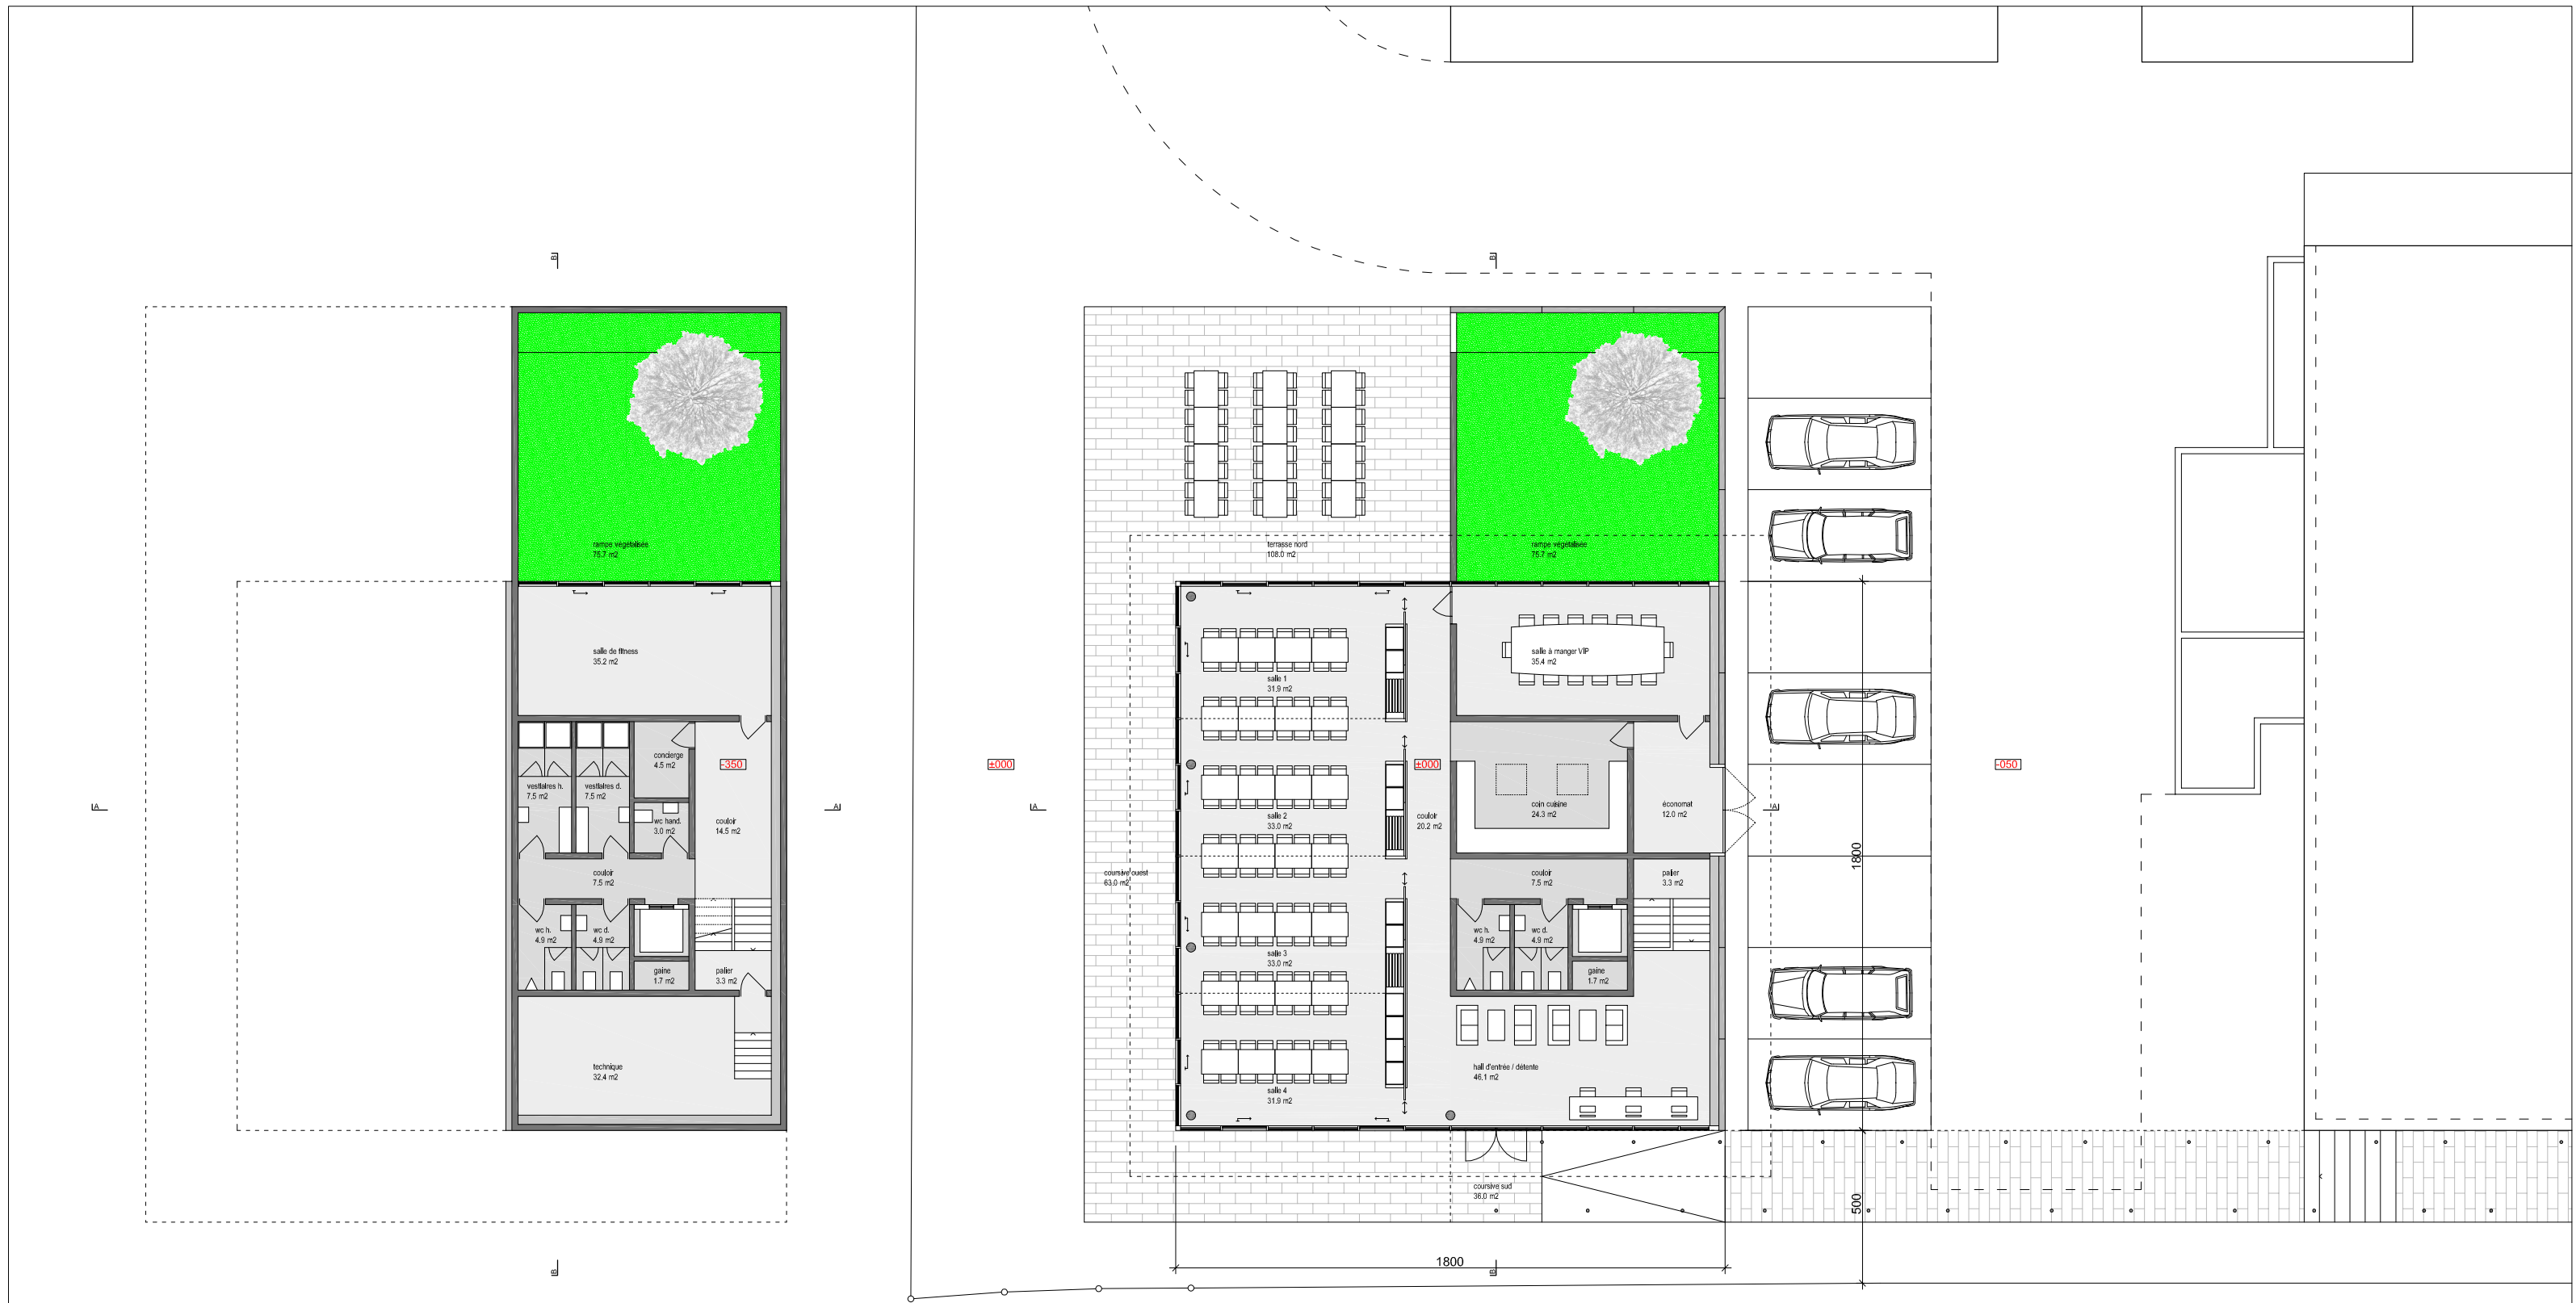 B
B
rampe végétalisée
75.7 m2
salle de fitness
35.2 m2
concierge
4.5 m2
-350
vestiaires h.
7.5 m2
vestiaires d.
7.5 m2
wc hand.
3.0 m2
couloir
14.5 m2
A
A
couloir
7.5 m2
wc h.
4.9 m2
wc d.
4.9 m2
gaine
1.7 m2
palier
3.3 m2
technique
32.4 m2
B
terrasse nord
108.0 m2
rampe végétalisée
75.7 m2
salle 1
31.9 m2
salle à manger VIP
35.4 m2
±000
±000
-050
A
A
salle 2
33.0 m2
couloir
20.2 m2
coin cuisine
24.3 m2
économat
12.0 m2
coursive ouest
63.0 m2
couloir
7.5 m2
palier
3.3 m2
1800
wc h.
4.9 m2
wc d.
4.9 m2
salle 3
33.0 m2
gaine
1.7 m2
hall d'entrée / détente
46.1 m2
salle 4
31.9 m2
coursive sud
36.0 m2
500
1800
B